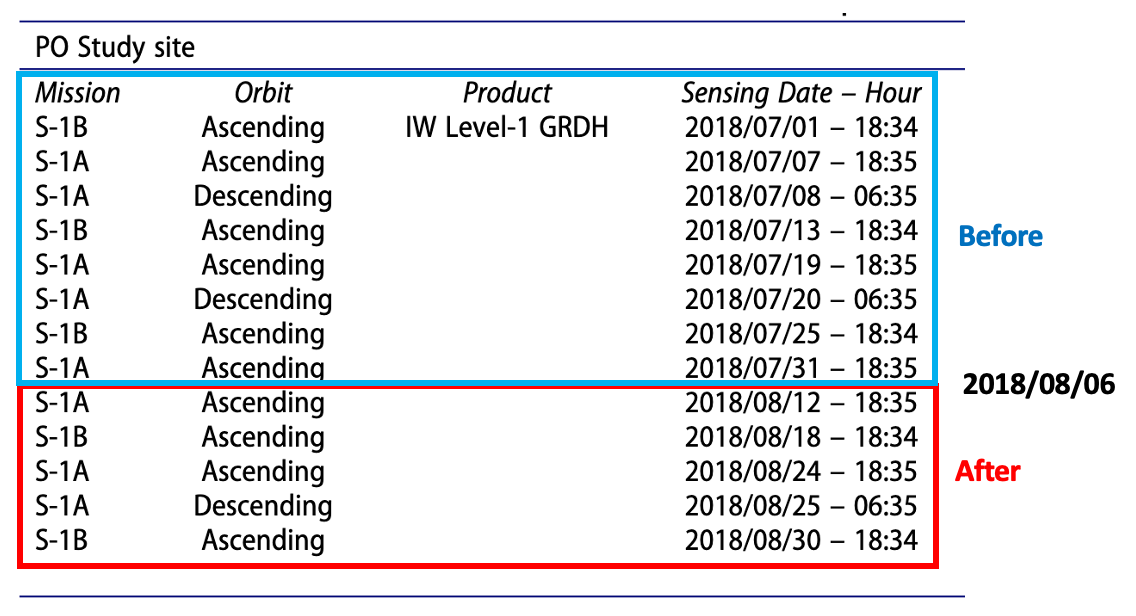 PO Study site
Mission Orbit Product Sensing Date – Hour
S-1B Ascending IW Level-1 GRDH 2018/07/01 – 18:34
S-1A Ascending 2018/07/07 – 18:35
S-1A Descending 2018/07/08 – 06:35
S-1B Ascending 2018/07/13 – 18:34
Before
S-1A Ascending 2018/07/19 – 18:35
S-1A Descending 2018/07/20 – 06:35
S-1B Ascending 2018/07/25 – 18:34
S-1A Ascending 2018/07/31 – 18:35
2018/08/06
S-1A Ascending 2018/08/12 – 18:35
S-1B Ascending 2018/08/18 – 18:34
S-1A Ascending 2018/08/24 – 18:35
After
S-1A Descending 2018/08/25 – 06:35
S-1B Ascending 2018/08/30 – 18:34